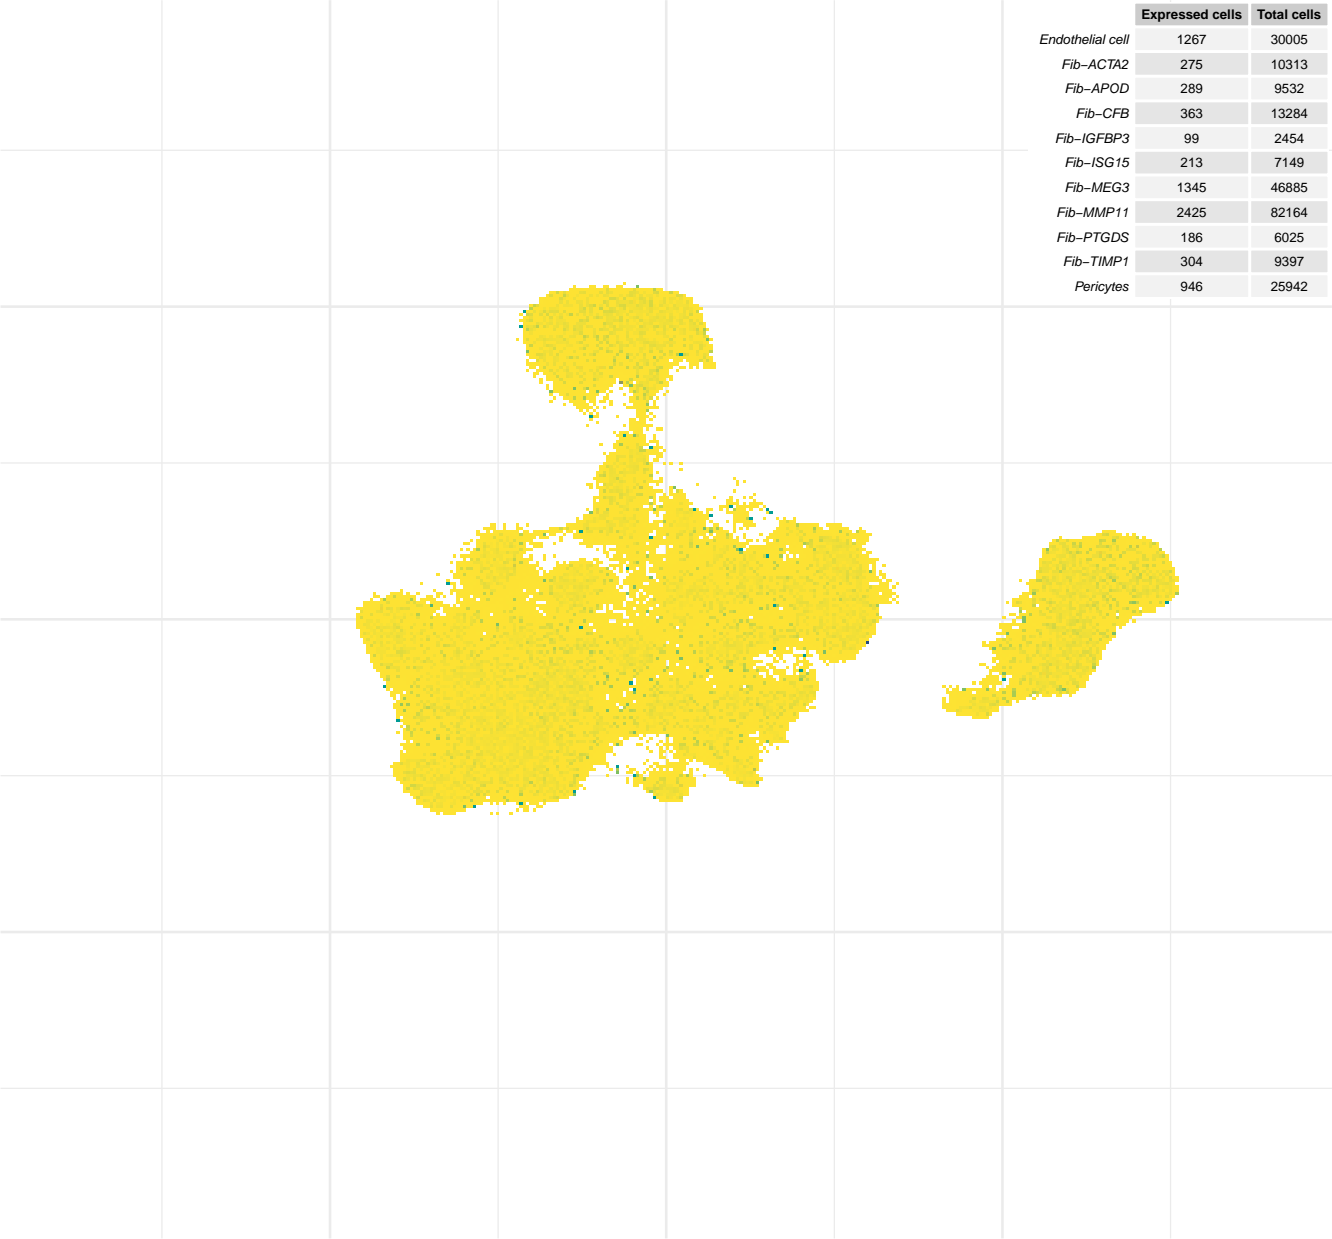 Expressed cells Total cells
Endothelial cell 1267 30005
Fib−ACTA2 275 10313
Fib−APOD 289 9532
Fib−CFB 363 13284
Fib−IGFBP3 99 2454
Fib−ISG15 213 7149
Fib−MEG3 1345 46885
Fib−MMP11 2425 82164
Fib−PTGDS 186 6025
Fib−TIMP1 304 9397
Pericytes 946 25942